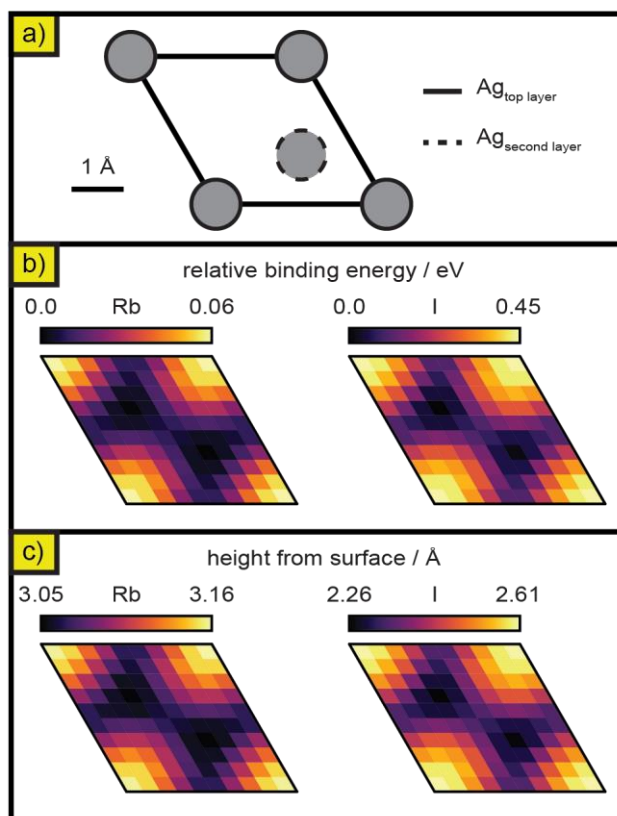 a)
Ag top layer
1 Å
Ag second layer
b)
relative binding energy / eV
0.0 Rb 0.06 0.0 I 0.45
c)
height from surface / Å
3.05 Rb 3.16 2.26 I 2.61